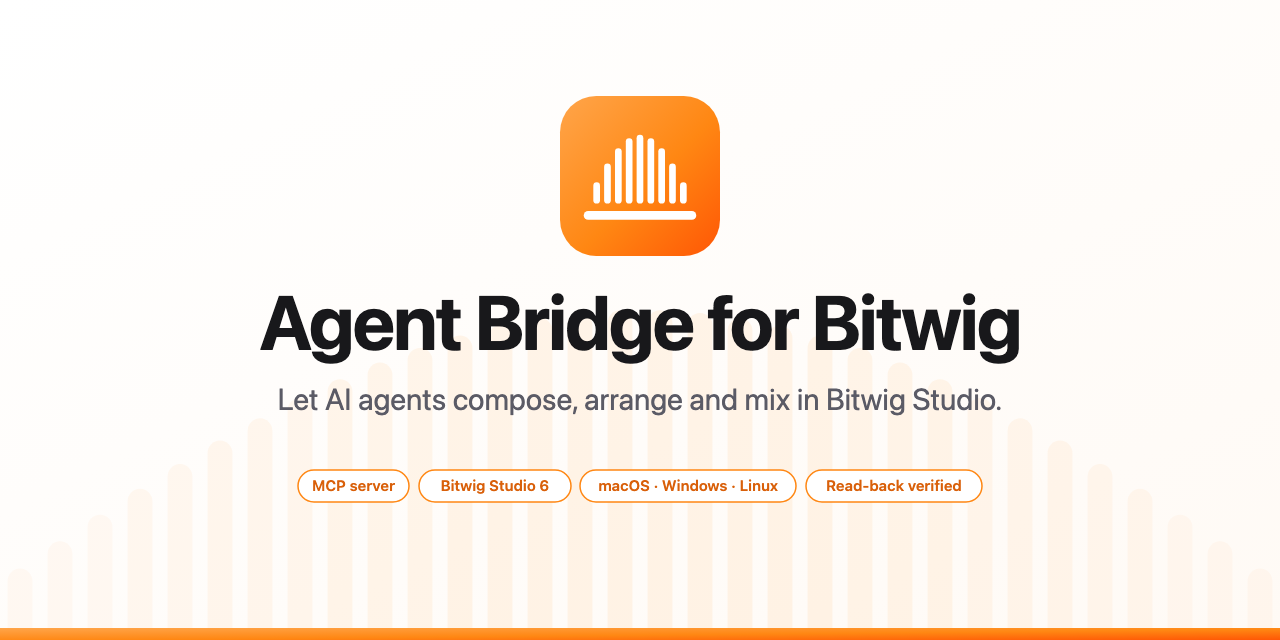 Agent Bridge for Bitwig
Let AI agents compose, arrange and mix in Bitwig Studio.
MCP server
Bitwig Studio 6
macOS · Windows · Linux
Read-back verified